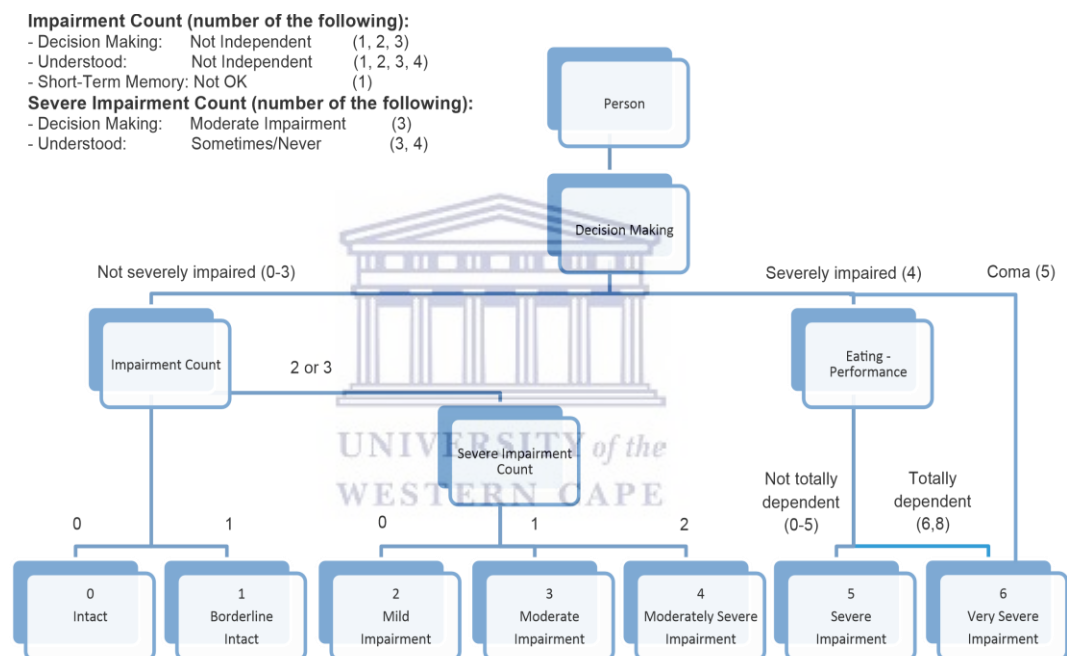 Impairment Count (number of the following):
- Decision Making: Not Independent (1, 2, 3)
- Understood: Not Independent (1, 2, 3, 4)
- Short-Term Memory: Not OK (1)
Severe Impairment Count (number of the following):
- Decision Making: Moderate Impairment (3)
- Understood: Sometimes/Never (3, 4)
Person
Decision Making
Not severely impaired (0-3)
Severely impaired (4)
Coma (5)
Impairment Count
2 or 3
Eating -
Performance
Severe Impairment
Count
UNIVERSITY of the
WESTERN CAPE
Not totally
dependent
(0-5)
Totally
dependent
(6,8)
0
1
0
1
2
0
Intact
1
Borderline
Intact
2
Mild
Impairment
3
Moderate
Impairment
4
Moderately Severe
Impairment
5
Severe
Impairment
6
Very Severe
Impairment